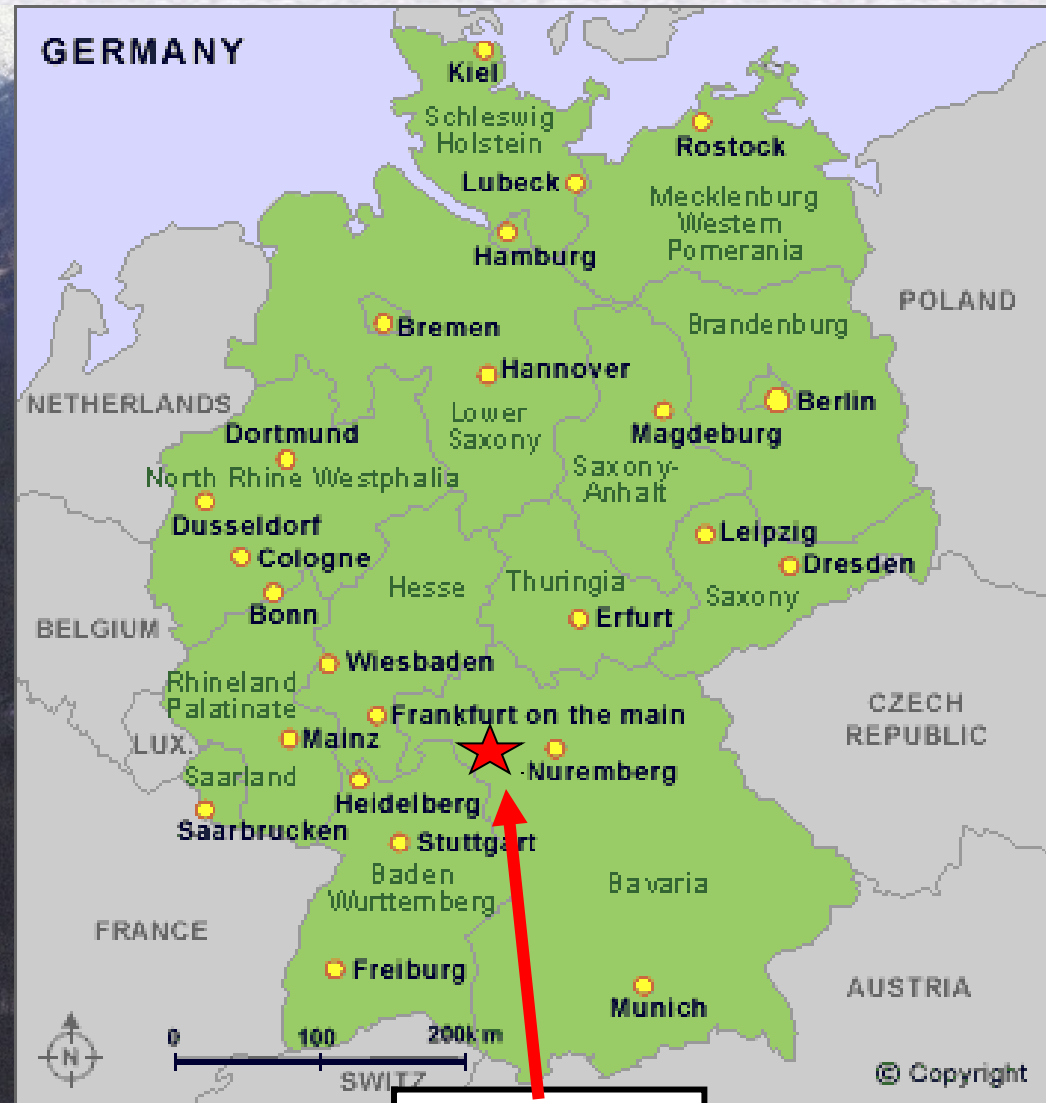 GERMANY
Kiel
Schleswig
Holstein
Rostock
Lubeck
Mecklenburg
Western
Pomerania
Hamburg
POLAND
Bremen
Brandenburg
Hannover
Berlin
NETHERLANDS
Lower
Saxony
Magdeburg
Dortmund
North Rhine Westphalia
Saxony-
Anhalt
Dusseldorf
Leipzig
Cologne
Dresden
Hesse
Thuringia
Saxony
Bonn
Erfurt
BELGIUM
Wiesbaden
Rhineland
Palatinate
CZECH
REPUBLIC
Frankfurt on the main
LUX.
Mainz
Nuremberg
Saarland
Heidelberg
Saarbrucken
Stuttgart
Baden
Wurttemberg
Bavaria
FRANCE
Freiburg
Munich
AUSTRIA
0 100 200km
N
SWITZ
© Copyright